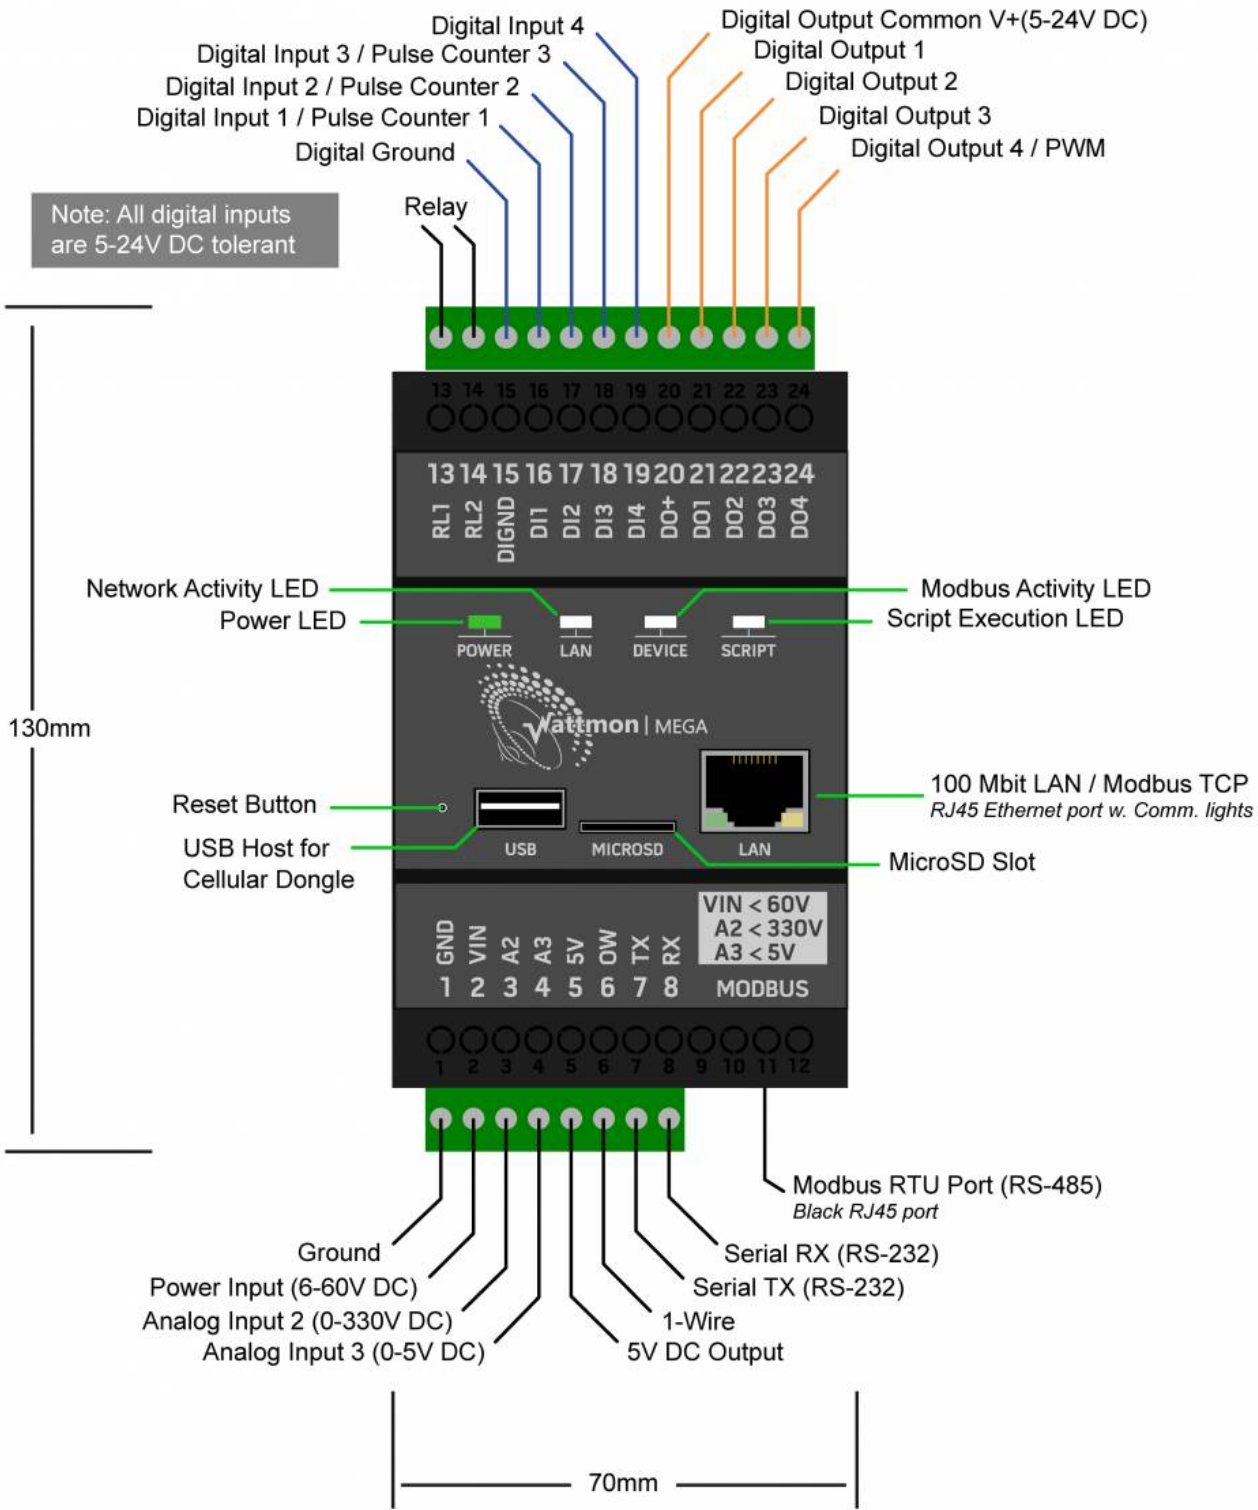 Digital Input 4
Digital Input 3 / Pulse Counter 3
Digital Input 2 / Pulse Counter 2
Digital Input 1 / Pulse Counter 1
Digital Ground
Relay
Digital Output Common V+(5-24V DC)
Digital Output 1
Digital Output 2
Digital Output 3
Digital Output 4 / PWM
Note: All digital inputs
are 5-24V DC tolerant
13 14 15 16 17 18 19 20 21 22 23 24
13 14 15 16 17 18 19 20 21 22 23 24
RL1 RL2 DIGND DI1 DI2 DI3 DI4 DO+ DO1 DO2 DO3 DO4
Network Activity LED
Power LED
Modbus Activity LED
Script Execution LED
POWER LAN DEVICE SCRIPT
Wattmon | MEGA
130mm
Reset Button
USB Host for
Cellular Dongle
100 Mbit LAN / Modbus TCP
RJ45 Ethernet port w. Comm. lights
MicroSD Slot
USB MICROSD LAN
VIN < 60V
A2 < 330V
A3 < 5V
GND VIN A2 A3 5V OW TX RX
1 2 3 4 5 6 7 8 MODBUS
1 2 3 4 5 6 7 8 9 10 11 12
Modbus RTU Port (RS-485)
Black RJ45 port
Ground
Power Input (6-60V DC)
Analog Input 2 (0-330V DC)
Analog Input 3 (0-5V DC)
Serial RX (RS-232)
Serial TX (RS-232)
1-Wire
5V DC Output
70mm